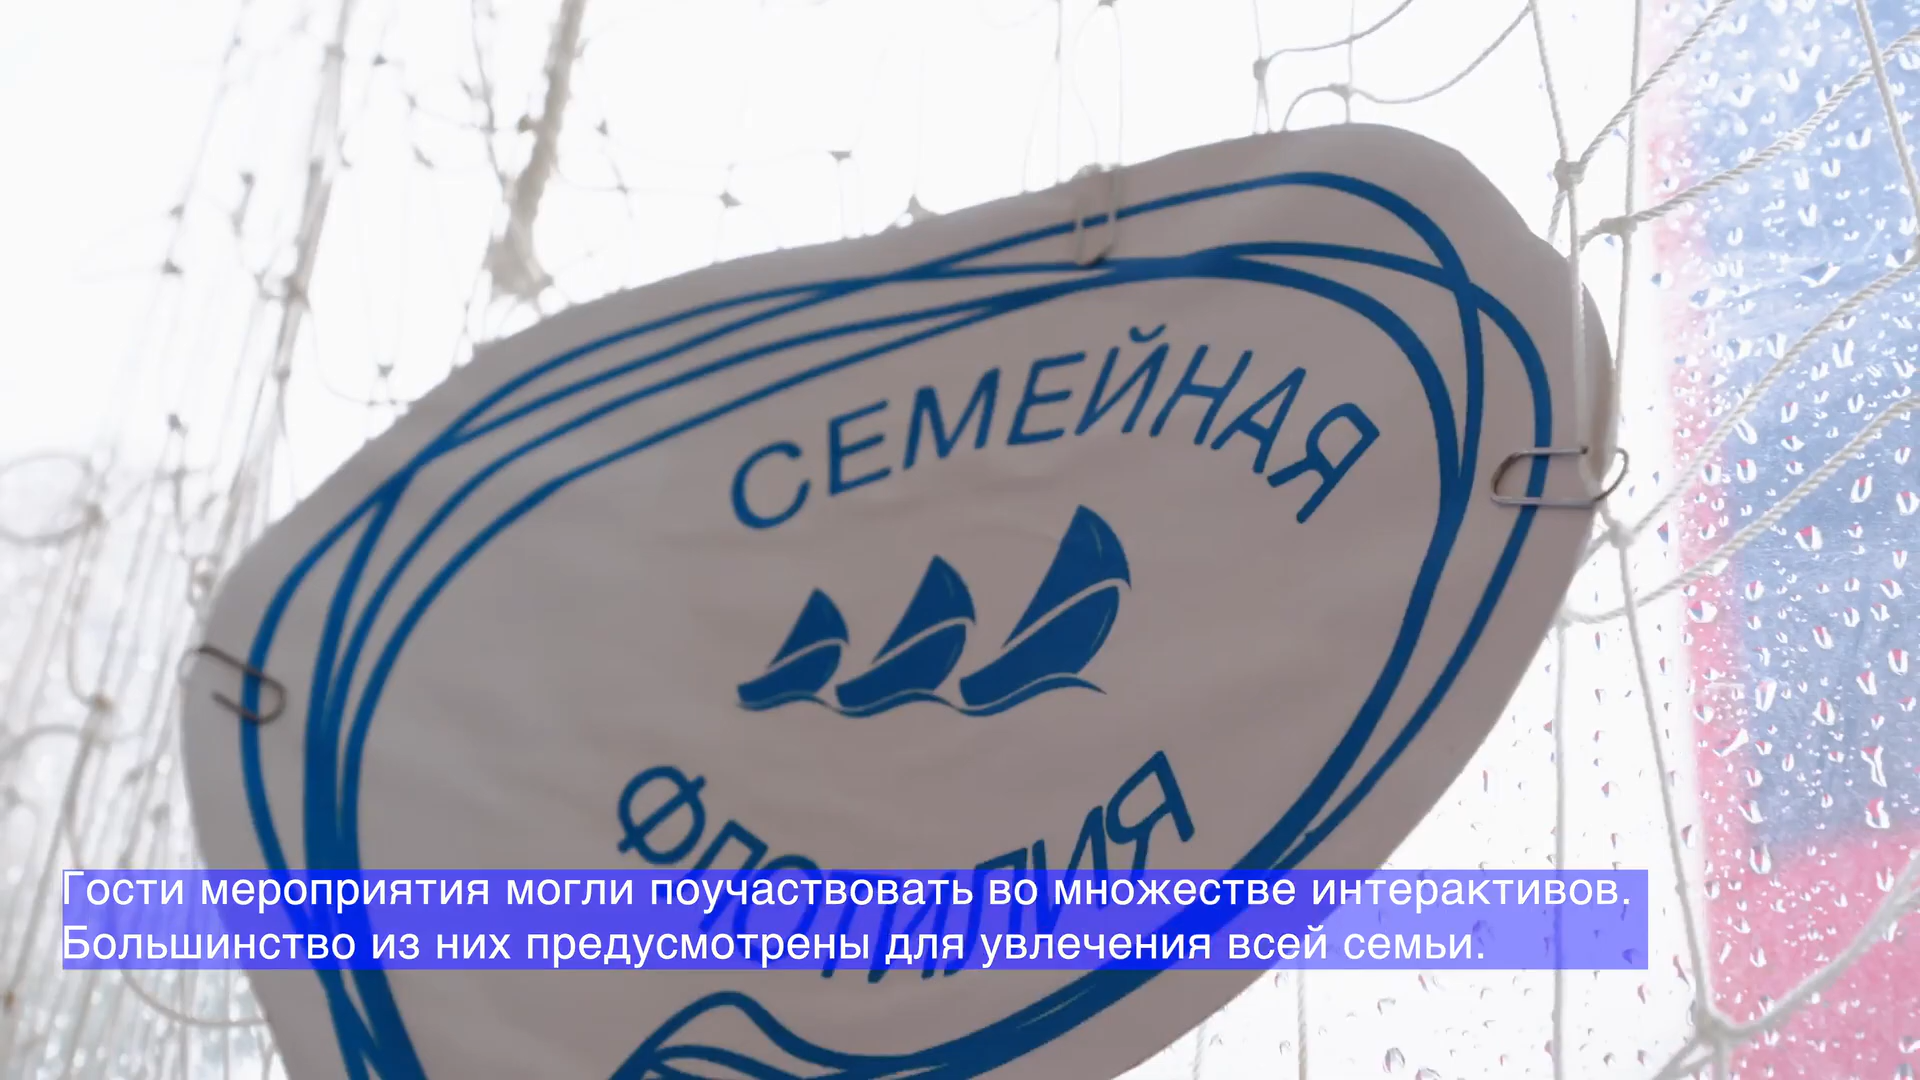 СЕМЕЙНАЯ
ФЛОТИЛИЯ
Гости мероприятия могли поучаствовать во множестве интерактивов.
Большинство из них предусмотрены для увлечения всей семьи.